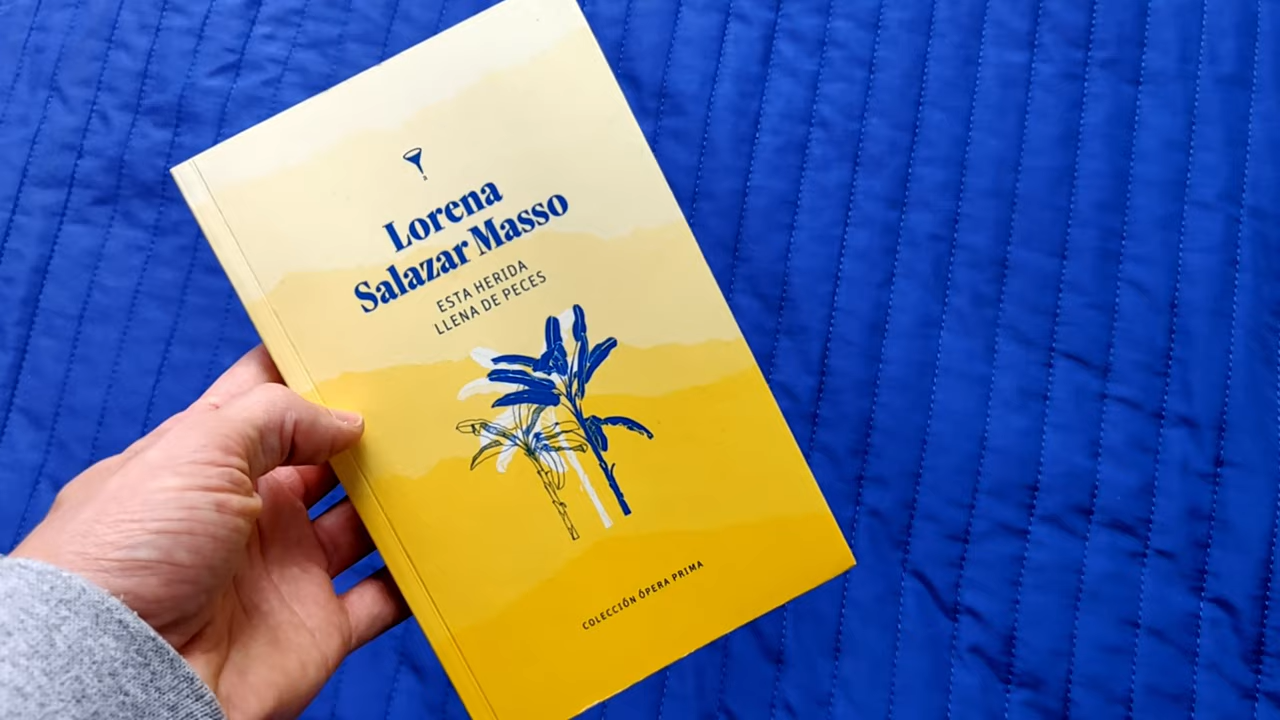 Lorena
Salazar Masso
ESTA HERIDA
LLENA DE PECES
COLECCIÓN ÓPERA PRIMA